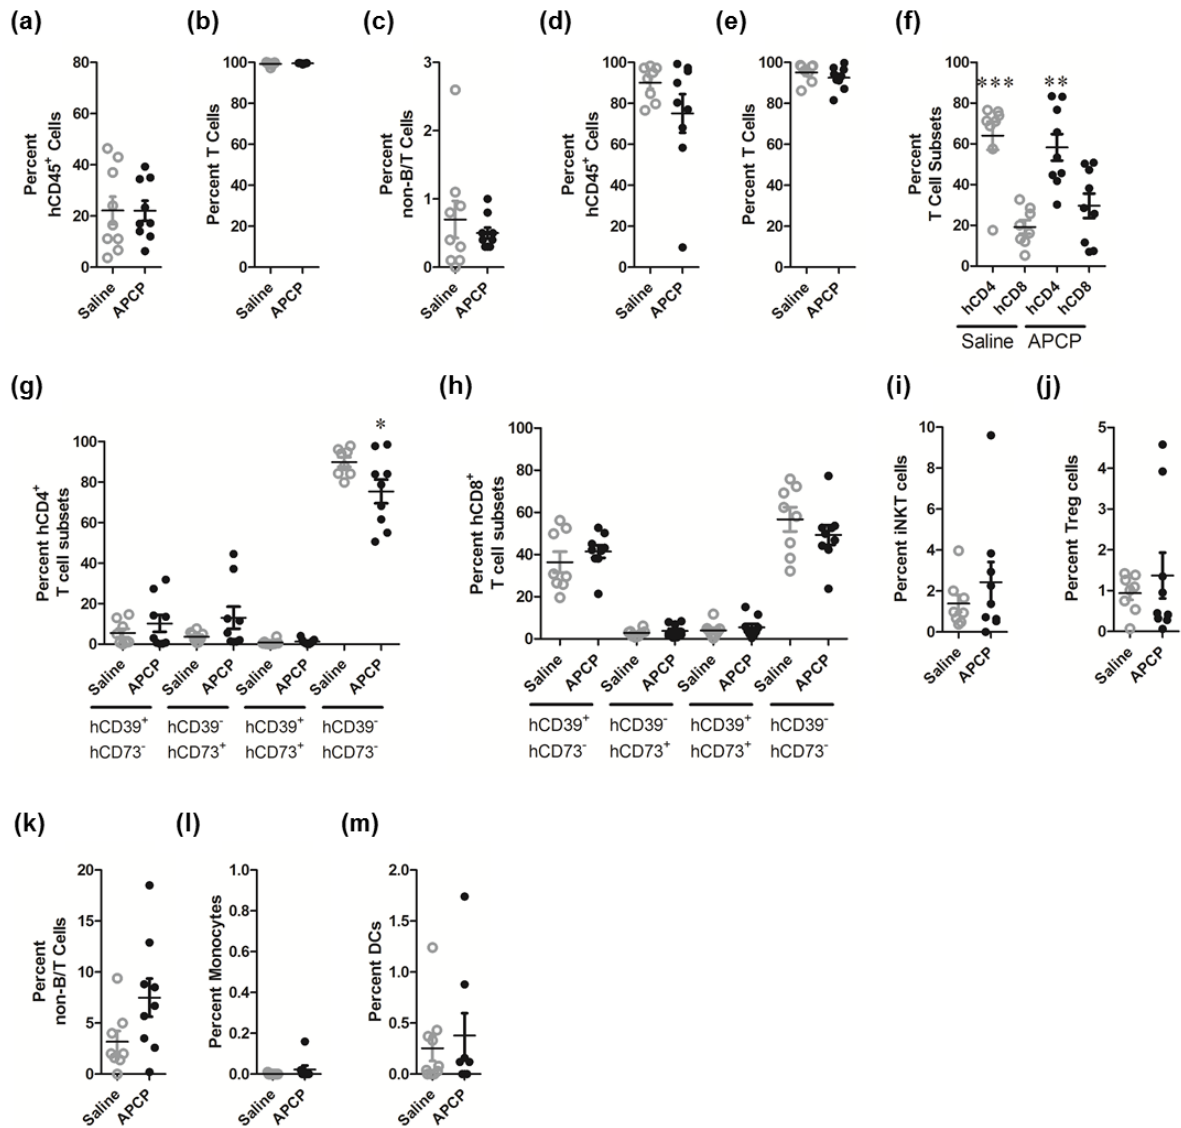 (a) (b) (c) (d) (e) (f)
Percent
hCD45⁺ Cells
80
60
40
20
0
Saline APCP
Percent T Cells
100
80
60
40
20
0
Saline APCP
Percent
non-B/T Cells
3
2
1
0
Saline APCP
Percent
hCD45⁺ Cells
100
80
60
40
20
0
Saline APCP
Percent T Cells
100
80
60
40
20
0
Saline APCP
Percent
T Cell Subsets
100
80
60
40
20
0
*** **
hCD4 hCD8 hCD4 hCD8
Saline APCP
(g) (h) (i) (j)
Percent hCD4⁺
T cell subsets
100
80
60
40
20
0
*
Saline APCP Saline APCP Saline APCP Saline APCP
hCD39⁺ hCD39⁻ hCD39⁺ hCD39⁻
hCD73⁻ hCD73⁺ hCD73⁺ hCD73⁻
Percent hCD8⁺
T cell subsets
100
80
60
40
20
0
Saline APCP Saline APCP Saline APCP Saline APCP
hCD39⁺ hCD39⁻ hCD39⁺ hCD39⁻
hCD73⁻ hCD73⁺ hCD73⁺ hCD73⁻
Percent iNKT cells
10
8
6
4
2
0
Saline APCP
Percent Treg cells
5
4
3
2
1
0
Saline APCP
(k) (l) (m)
Percent
non-B/T Cells
20
15
10
5
0
Saline APCP
Percent Monocytes
1.0
0.8
0.6
0.4
0.2
0.0
Saline APCP
Percent DCs
2.0
1.5
1.0
0.5
0.0
Saline APCP